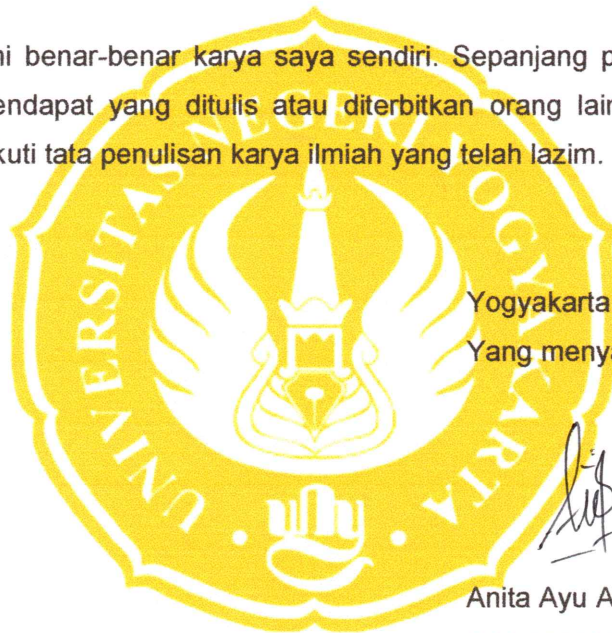 ni benar-benar karya saya sendiri. Sepanjang p
endapat yang ditulis atau diterbitkan orang lain
kuti tata penulisan karya ilmiah yang telah lazim.
UNIVERSITAS NEGERI YOGYAKARTA
uny
Yogyakarta
Yang menya
Anita Ayu A